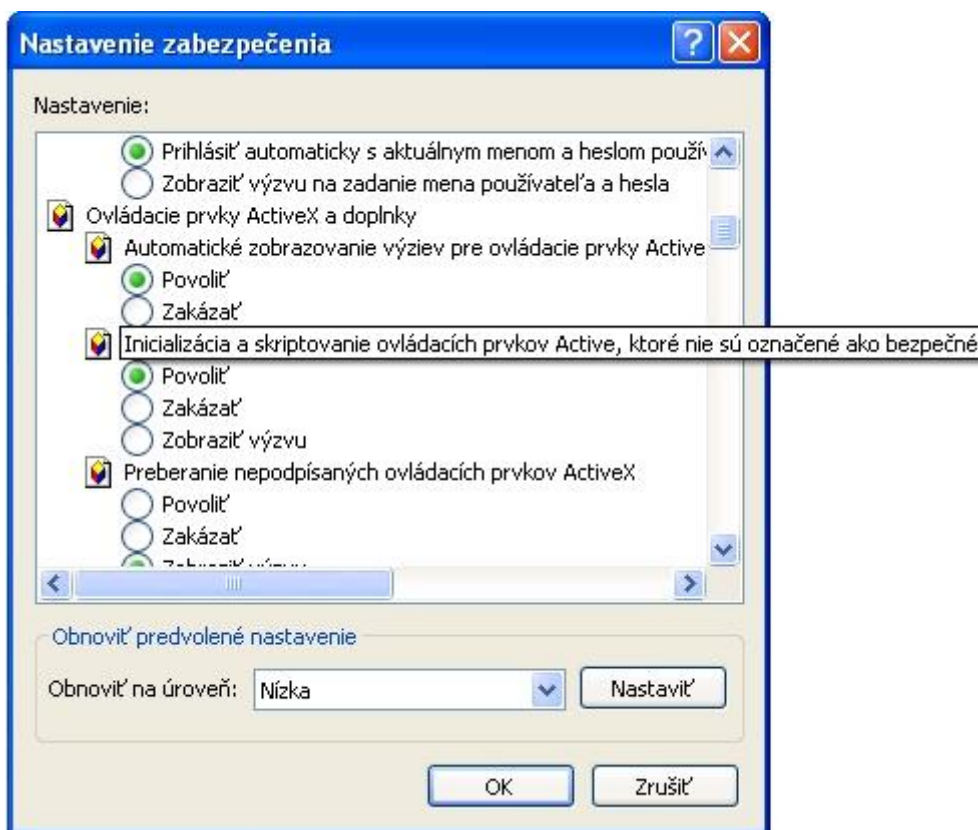 Nastavenie zabezpečenia
Nastavenie:
Prihlásiť automaticky s aktuálnym menom a heslom použív
Zobraziť výzvu na zadanie mena používateľa a hesla
Ovládacie prvky ActiveX a doplnky
Automatické zobrazovanie výziev pre ovládacie prvky Active
Povoliť
Zakázať
Inicializácia a skriptovanie ovládacích prvkov Active, ktoré nie sú označené ako bezpečné
Povoliť
Zakázať
Zobraziť výzvu
Preberanie nepodpísaných ovládacích prvkov ActiveX
Povoliť
Zakázať
Zobraziť výzvu
Obnoviť predvolené nastavenie
Obnoviť na úroveň: Nízka Nastaviť
OK Zrušiť